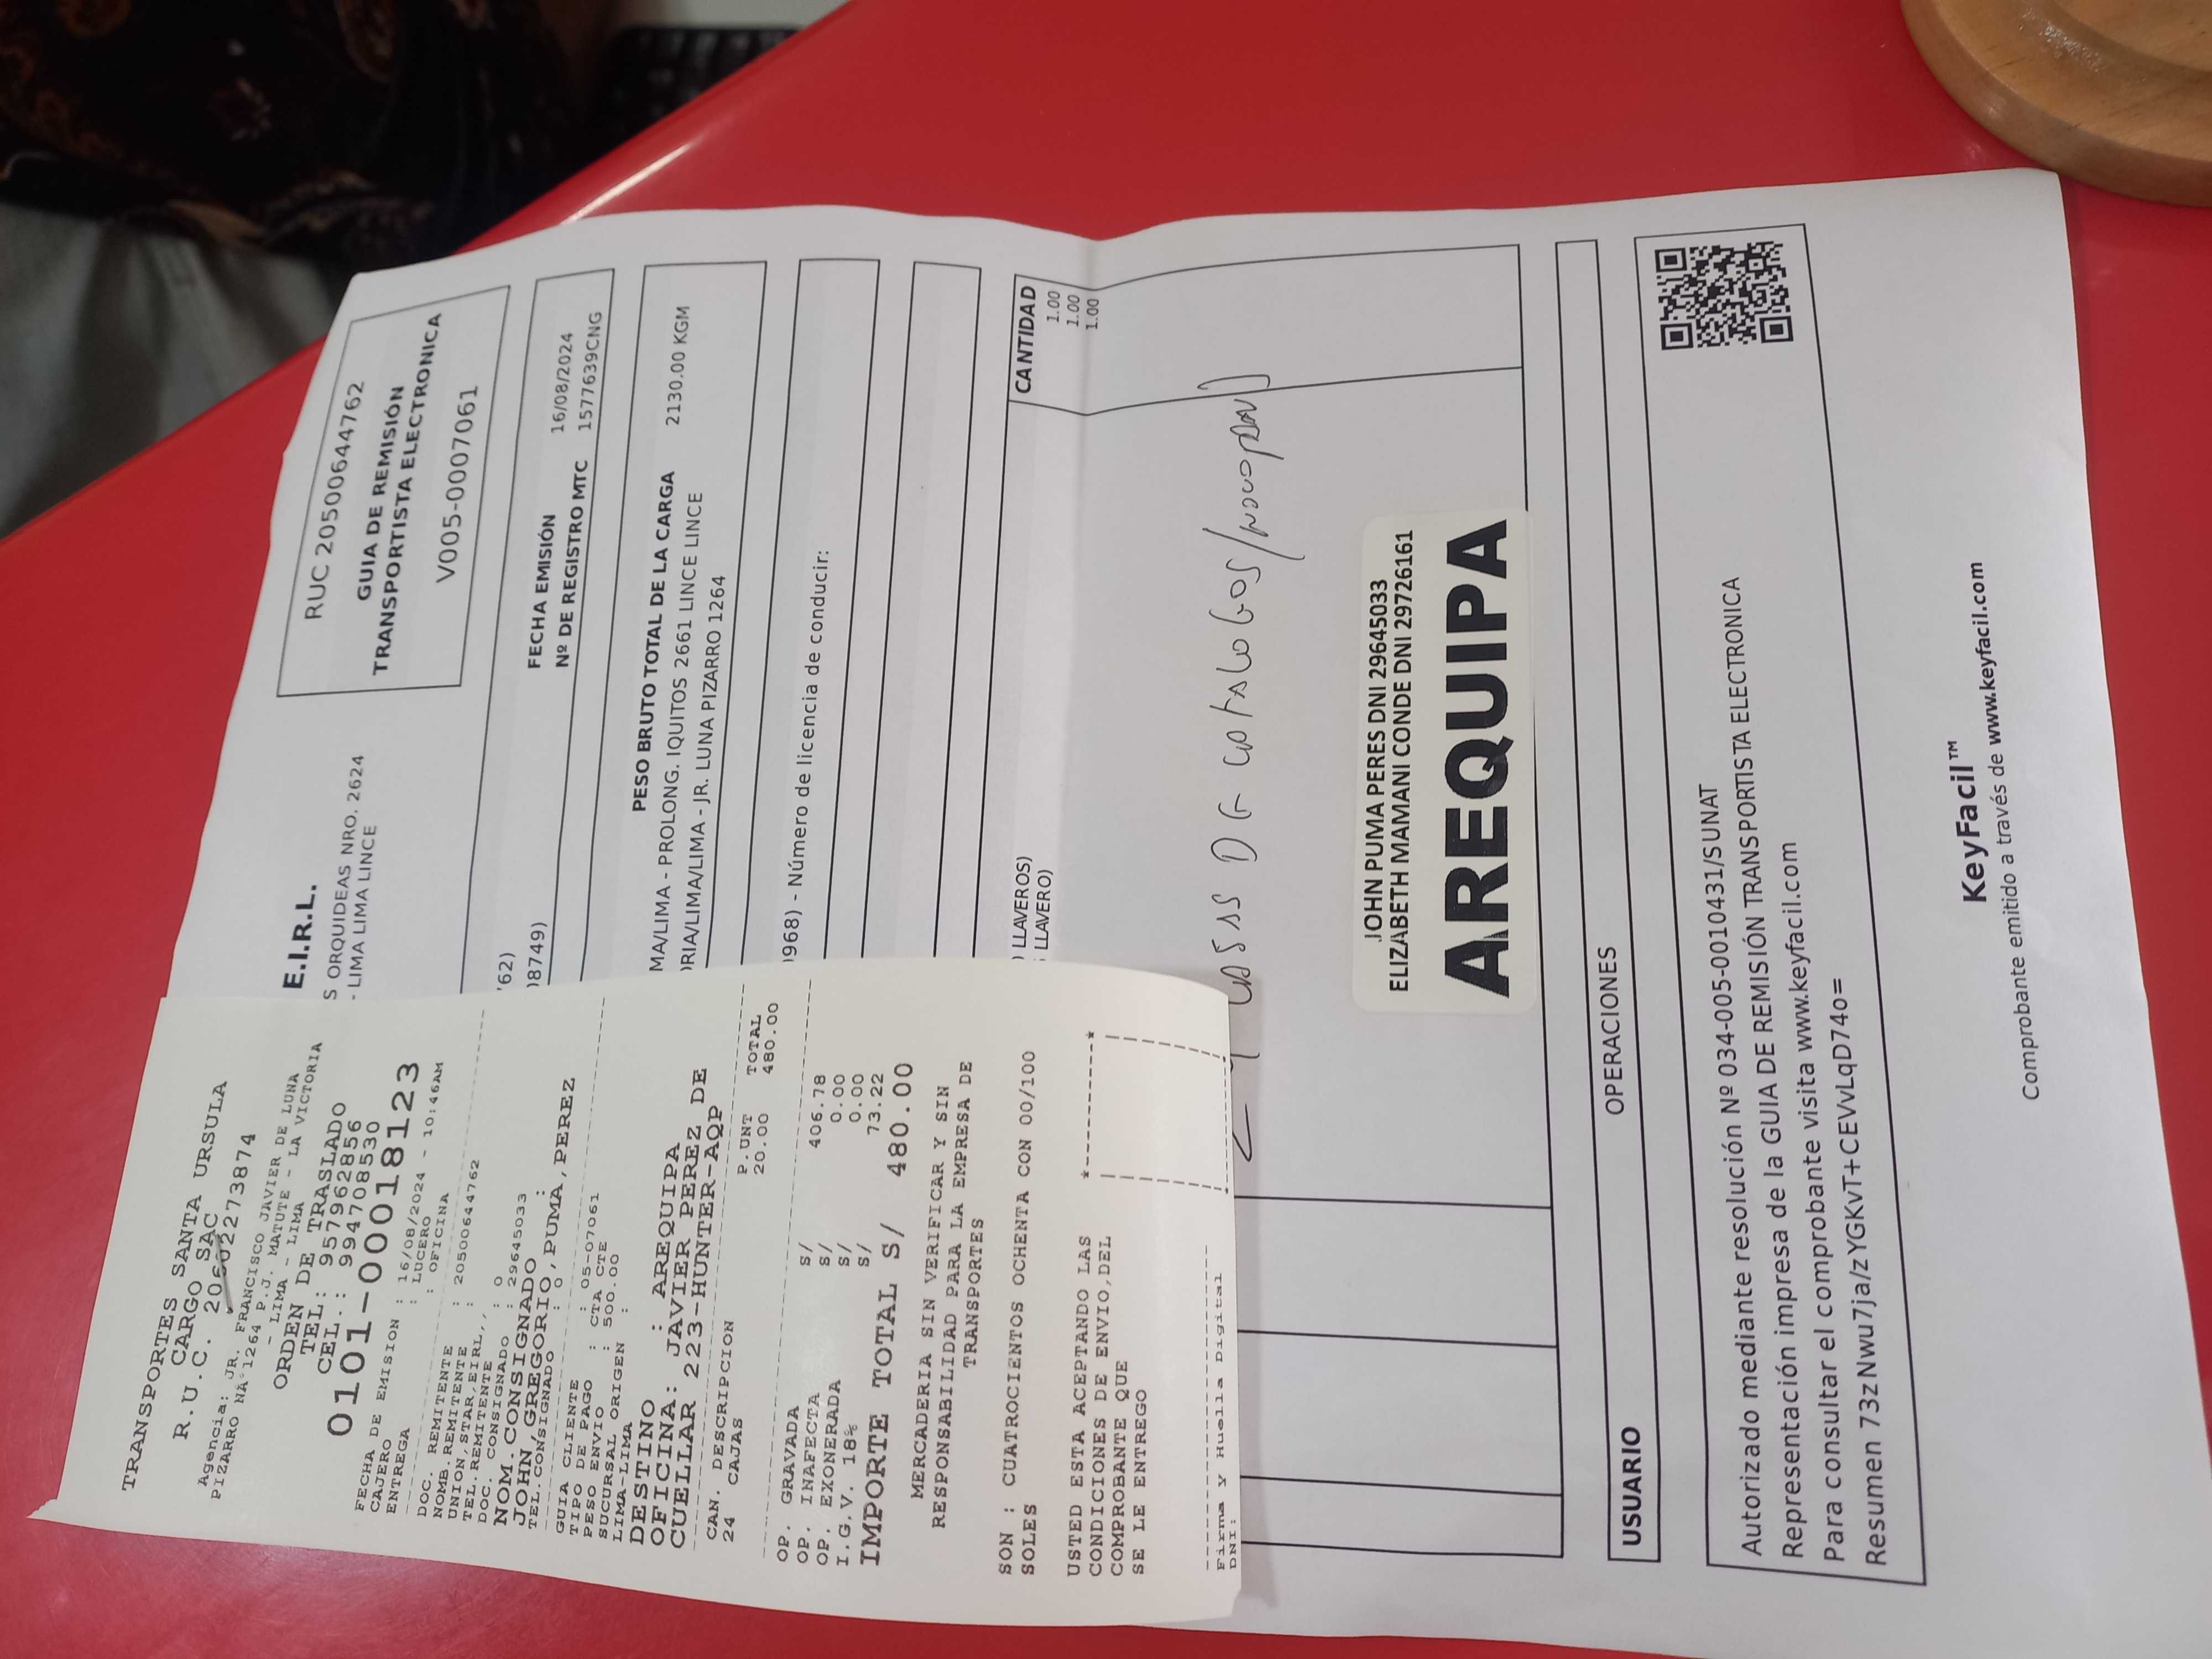 TRANSPORTES SANTA URSULA
CARGO SAC
R.U.C. 20602273874
Agencia: JR. FRANCISCO JAVIER DE LUNA
PIZARRO NA°1264 P.J. MATUTE - LA VICTORIA
- LIMA - LIMA
ORDEN DE TRASLADO
TEL: 957962856
CEL.: 994708530
0101-00018123
FECHA DE EMISION : 16/08/2024 - 10:46AM
CAJERO : LUCERO
ENTREGA : OFICINA
DOC. REMITENTE : 20500644762
NOMB.REMITENTE :
UNION,STAR,EIRL,,
TEL.REMITENTE : 0
DOC. CONSIGNADO : 29645033
NOM.CONSIGNADO :
JOHN,GREGORIO,PUMA,PEREZ
TEL.CONSIGNADO : 0
GUIA CLIENTE : 05-07061
TIPO DE PAGO : CTA CTE
PESO ENVIO : 500.00
SUCURSAL ORIGEN :
LIMA-LIMA
DESTINO : AREQUIPA
OFICINA: JAVIER PEREZ DE
CUELLAR 223-HUNTER-AQP
CAN. DESCRIPCION P.UNT TOTAL
24 CAJAS 20.00 480.00
OP. GRAVADA S/ 406.78
OP. INAFECTA S/ 0.00
OP. EXONERADA S/ 0.00
I.G.V. 18% S/ 73.22
IMPORTE TOTAL S/ 480.00
MERCADERIA SIN VERIFICAR Y SIN
RESPONSABILIDAD PARA LA EMPRESA DE
TRANSPORTES
SON : CUATROCIENTOS OCHENTA CON 00/100
SOLES
USTED ESTA ACEPTANDO LAS
CONDICIONES DE ENVIO,DEL
COMPROBANTE QUE
SE LE ENTREGO
Firma y Huella Digital
DNI:
E.I.R.L.
S ORQUIDEAS NRO. 2624
- LIMA LIMA LINCE
RUC 20500644762
GUIA DE REMISIÓN
TRANSPORTISTA ELECTRONICA
V005-0007061
'62) FECHA EMISIÓN 16/08/2024
08749) Nº DE REGISTRO MTC 1577639CNG
PESO BRUTO TOTAL DE LA CARGA 2130.00 KGM
MA/LIMA - PROLONG. IQUITOS 2661 LINCE LINCE
ORIA/LIMA/LIMA - JR. LUNA PIZARRO 1264
0968) - Número de licencia de conducir:
CANTIDAD
1.00
) LLAVEROS) 1.00
LLAVERO) 1.00
DE catalogos
JOHN PUMA PERES DNI 29645033
ELIZABETH MAMANI CONDE DNI 29726161
AREQUIPA
USUARIO OPERACIONES
Autorizado mediante resolución Nº 034-005-0010431/SUNAT
Representación impresa de la GUIA DE REMISIÓN TRANSPORTISTA ELECTRONICA
Para consultar el comprobante visita www.keyfacil.com
Resumen 73zNwu7ja/zYGKvT+CEVvLqD74o=
KeyFacil™
Comprobante emitido a través de www.keyfacil.com